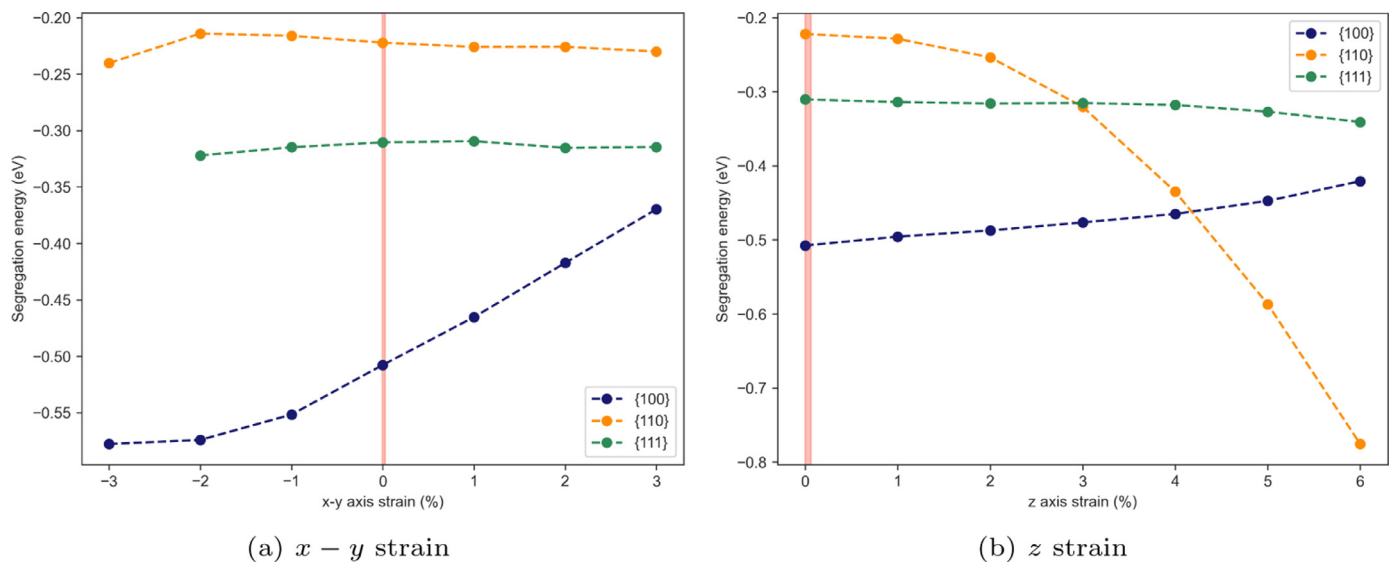 −0.20
−0.25
−0.30
−0.35
−0.40
−0.45
−0.50
−0.55
Segregation energy (eV)
−3 −2 −1 0 1 2 3
x-y axis strain (%)
{100}
{110}
{111}
(a) x − y strain
−0.2
−0.3
−0.4
−0.5
−0.6
−0.7
−0.8
Segregation energy (eV)
0 1 2 3 4 5 6
z axis strain (%)
{100}
{110}
{111}
(b) z strain